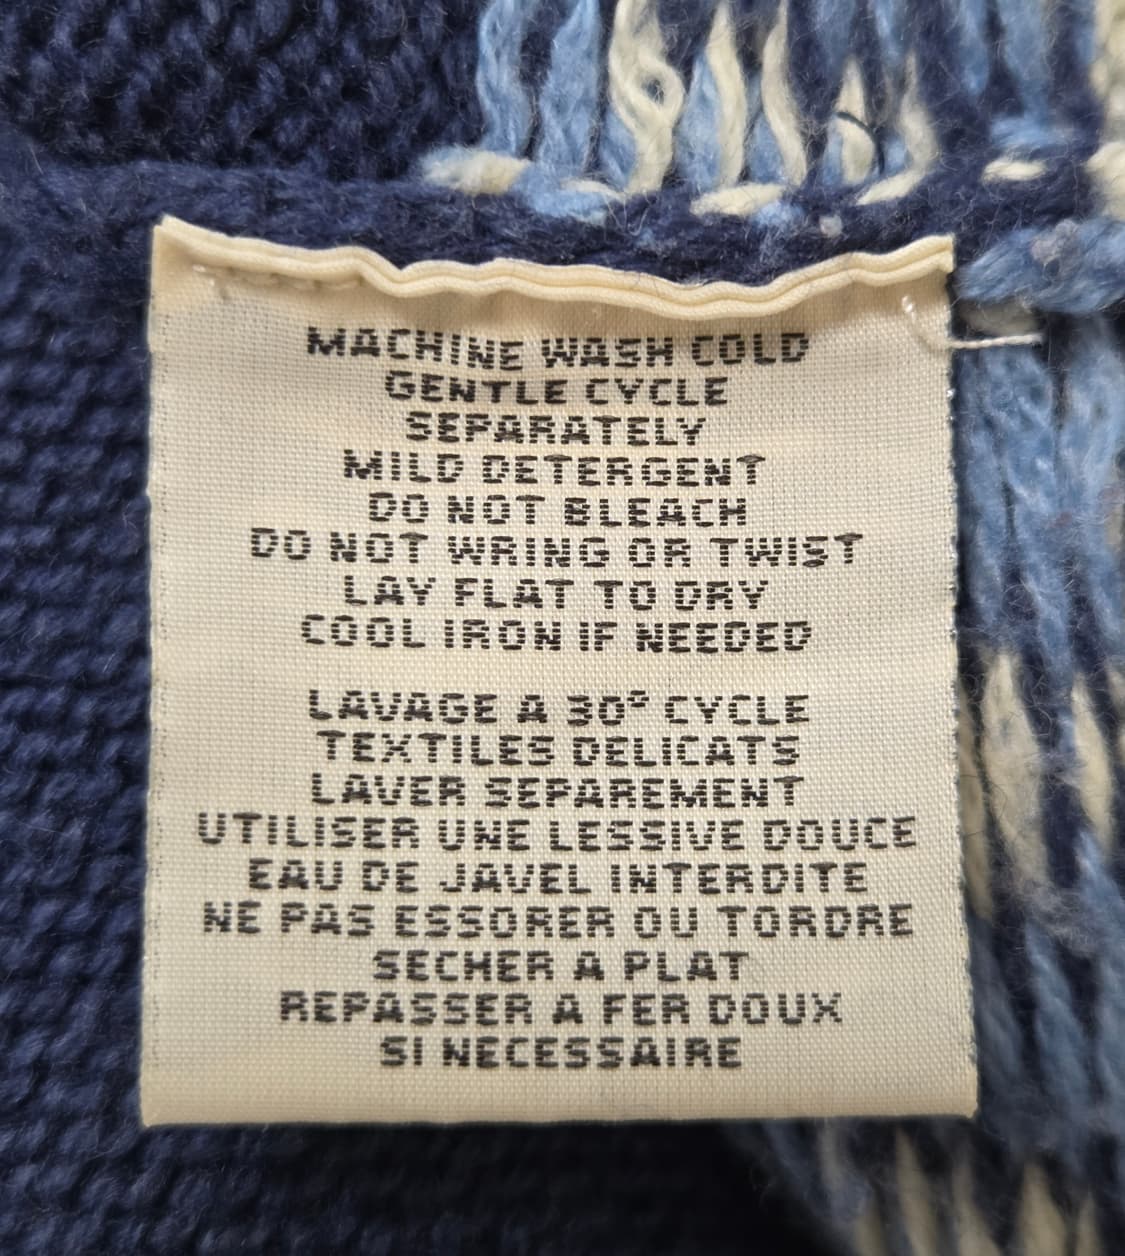 MACHINE WASH COLD
GENTLE CYCLE
SEPARATELY
MILD DETERGENT
DO NOT BLEACH
DO NOT WRING OR TWIST
LAY FLAT TO DRY
COOL IRON IF NEEDED
LAVAGE A 30° CYCLE
TEXTILES DELICATS
LAVER SEPAREMENT
UTILISER UNE LESSIVE DOUCE
EAU DE JAVEL INTERDITE
NE PAS ESSORER OU TORDRE
SECHER A PLAT
REPASSER A FER DOUX
SI NECESSAIRE